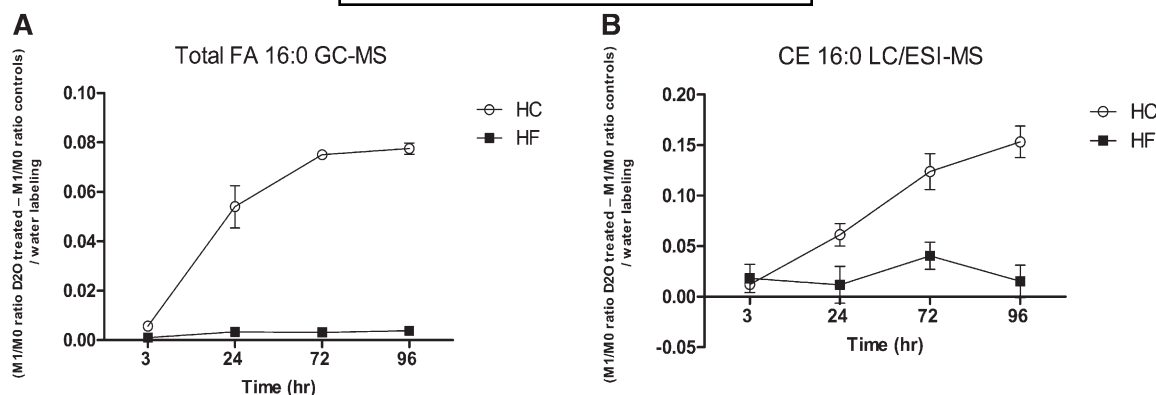 A
Total FA 16:0 GC-MS
(M1/M0 ratio D2O treated – M1/M0 ratio controls)
/ water labeling
0.10
0.08
0.06
0.04
0.02
0.00
3 24 72 96
Time (hr)
HC
HF
B
CE 16:0 LC/ESI-MS
(M1/M0 ratio D2O treated – M1/M0 ratio controls)
/ water labeling
0.20
0.15
0.10
0.05
0.00
-0.05
3 24 72 96
Time (hr)
HC
HF